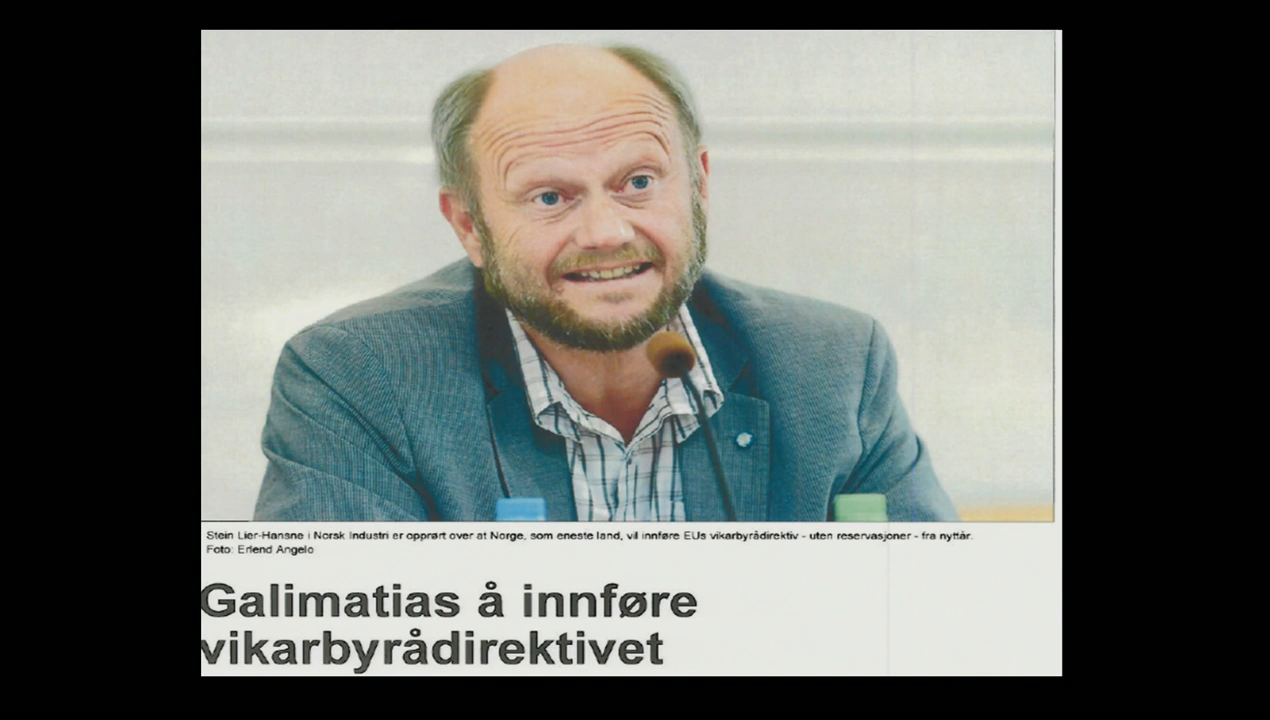 Stein Lier-Hansne i Norsk Industri er opprørt over at Norge, som eneste land, vil innføre EUs vikarbyrådirektiv - uten reservasjoner - fra nyttår.
Foto: Erlend Angelo
Galimatias å innføre
vikarbyrådirektivet